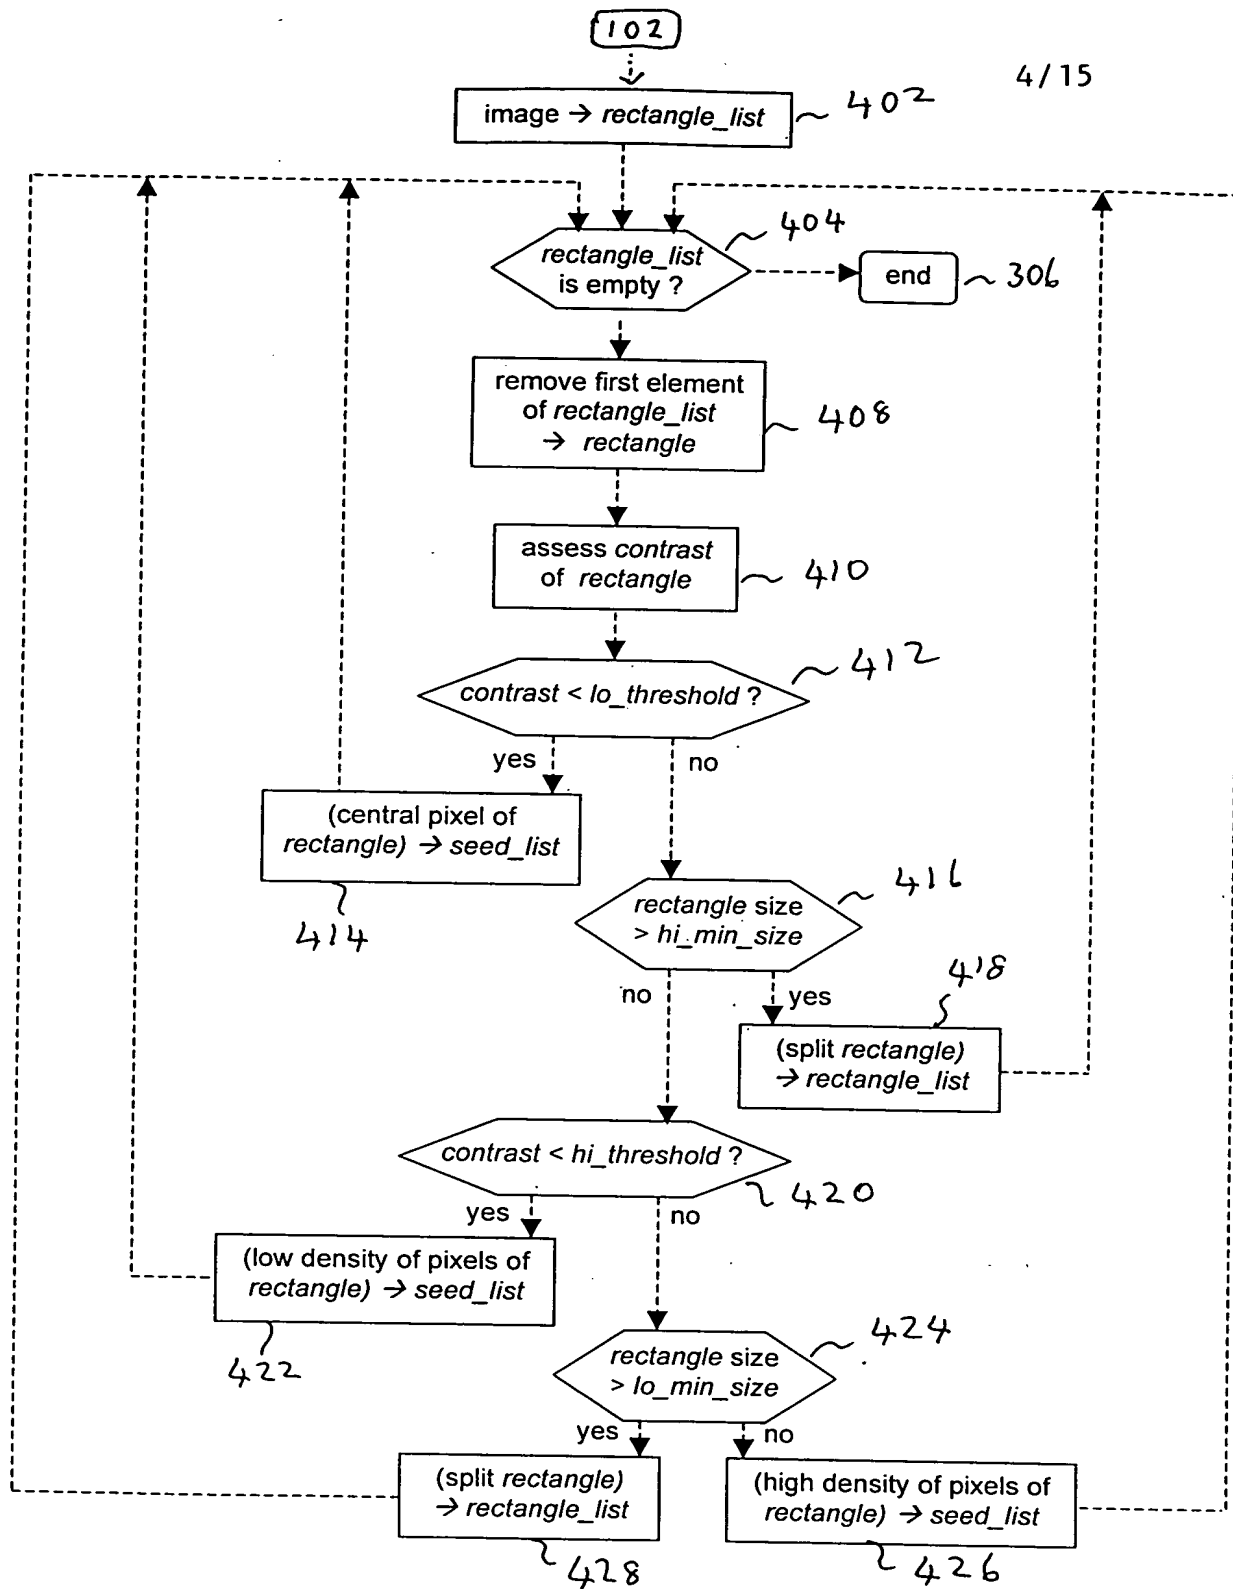 102
4/15
image → rectangle_list
402
rectangle_list
is empty ?
404
end
306
remove first element
of rectangle_list
→ rectangle
408
assess contrast
of rectangle
410
contrast < lo_threshold ?
412
yes
no
(central pixel of
rectangle) → seed_list
414
rectangle size
> hi_min_size
416
no
yes
418
(split rectangle)
→ rectangle_list
contrast < hi_threshold ?
420
yes
no
(low density of pixels of
rectangle) → seed_list
422
rectangle size
> lo_min_size
424
yes
no
(split rectangle)
→ rectangle_list
428
(high density of pixels of
rectangle) → seed_list
426